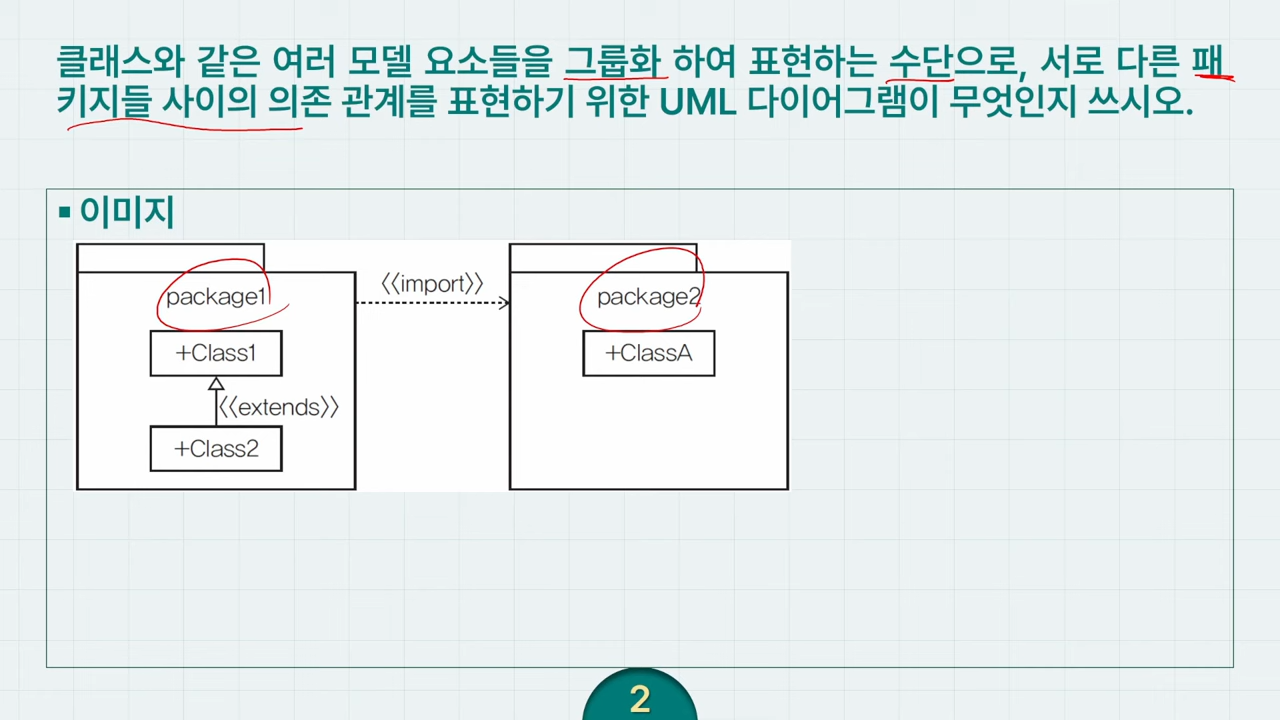 클래스와 같은 여러 모델 요소들을 그룹화 하여 표현하는 수단으로, 서로 다른 패
키지들 사이의 의존 관계를 표현하기 위한 UML 다이어그램이 무엇인지 쓰시오.
▪ 이미지
package1
<<import>>
package2
+Class1
+ClassA
<<extends>>
+Class2
2